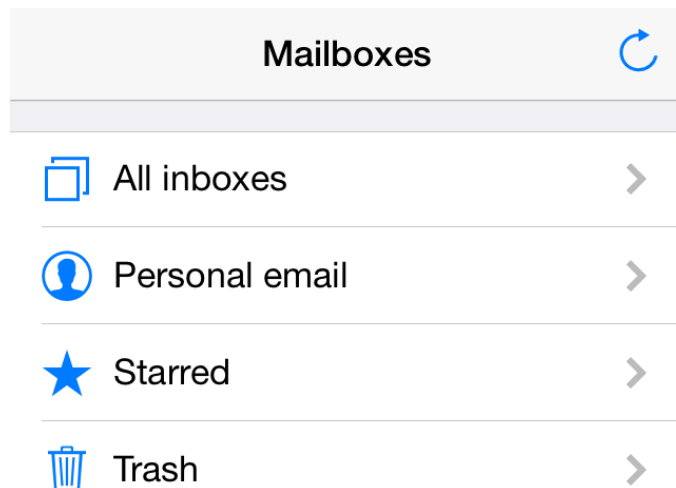 Mailboxes
All inboxes
Personal email
Starred
Trash